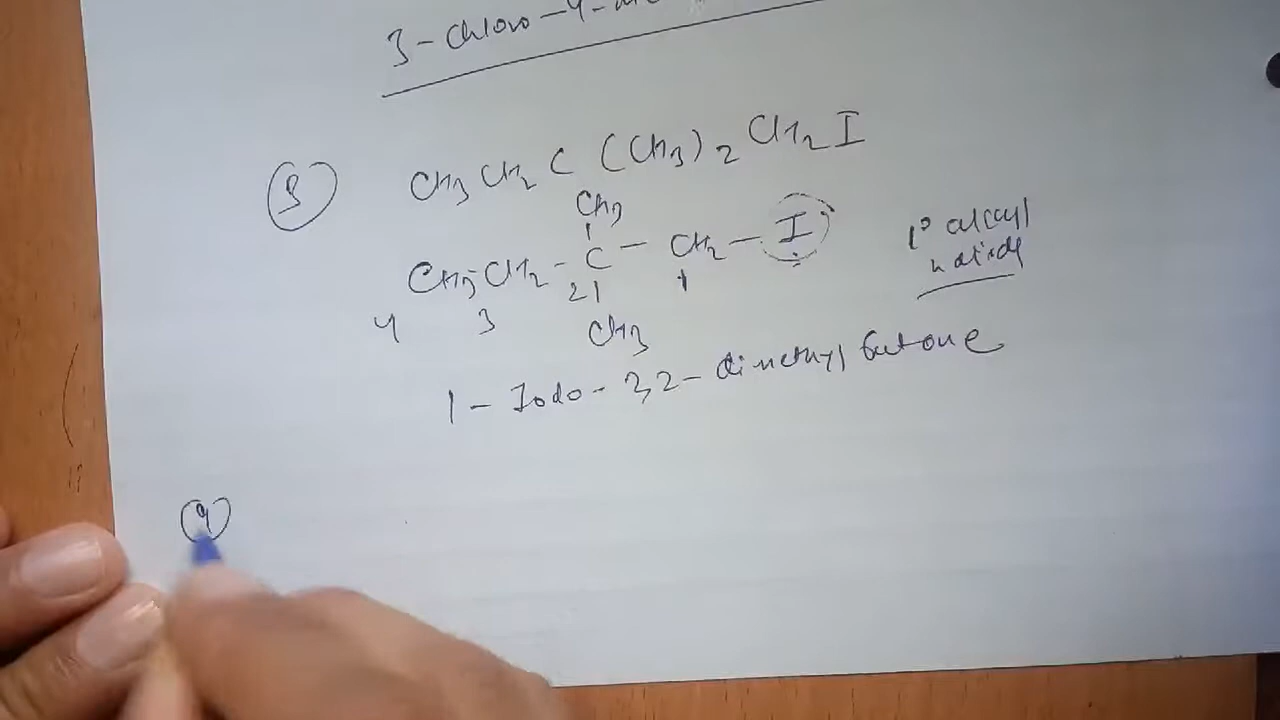 3-chloro-4-me
3 CH3 CH2 C (CH3)2 CH2 I
CH3
CH3-CH2 - C - CH2 - I
1° alkyl
halide
4 3 2 1
CH3
1 - Iodo - 2,2 - dimethyl butane
4